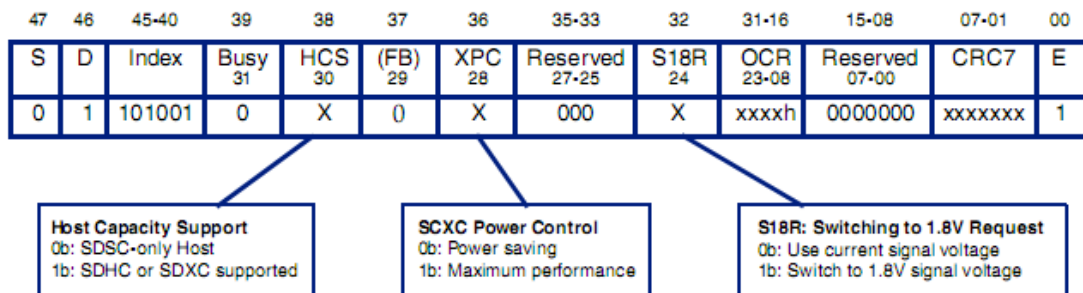 47 46 45-40 39 38 37 36 35-33 32 31-16 15-08 07-01 00
S D Index Busy HCS (FB) XPC Reserved S18R OCR Reserved CRC7 E
31 30 29 28 27-25 24 23-08 07-00
0 1 101001 0 X 0 X 000 X xxxxh 0000000 xxxxxxx 1
Host Capacity Support
0b: SDSC-only Host
1b: SDHC or SDXC supported
SCXC Power Control
0b: Power saving
1b: Maximum performance
S18R: Switching to 1.8V Request
0b: Use current signal voltage
1b: Switch to 1.8V signal voltage